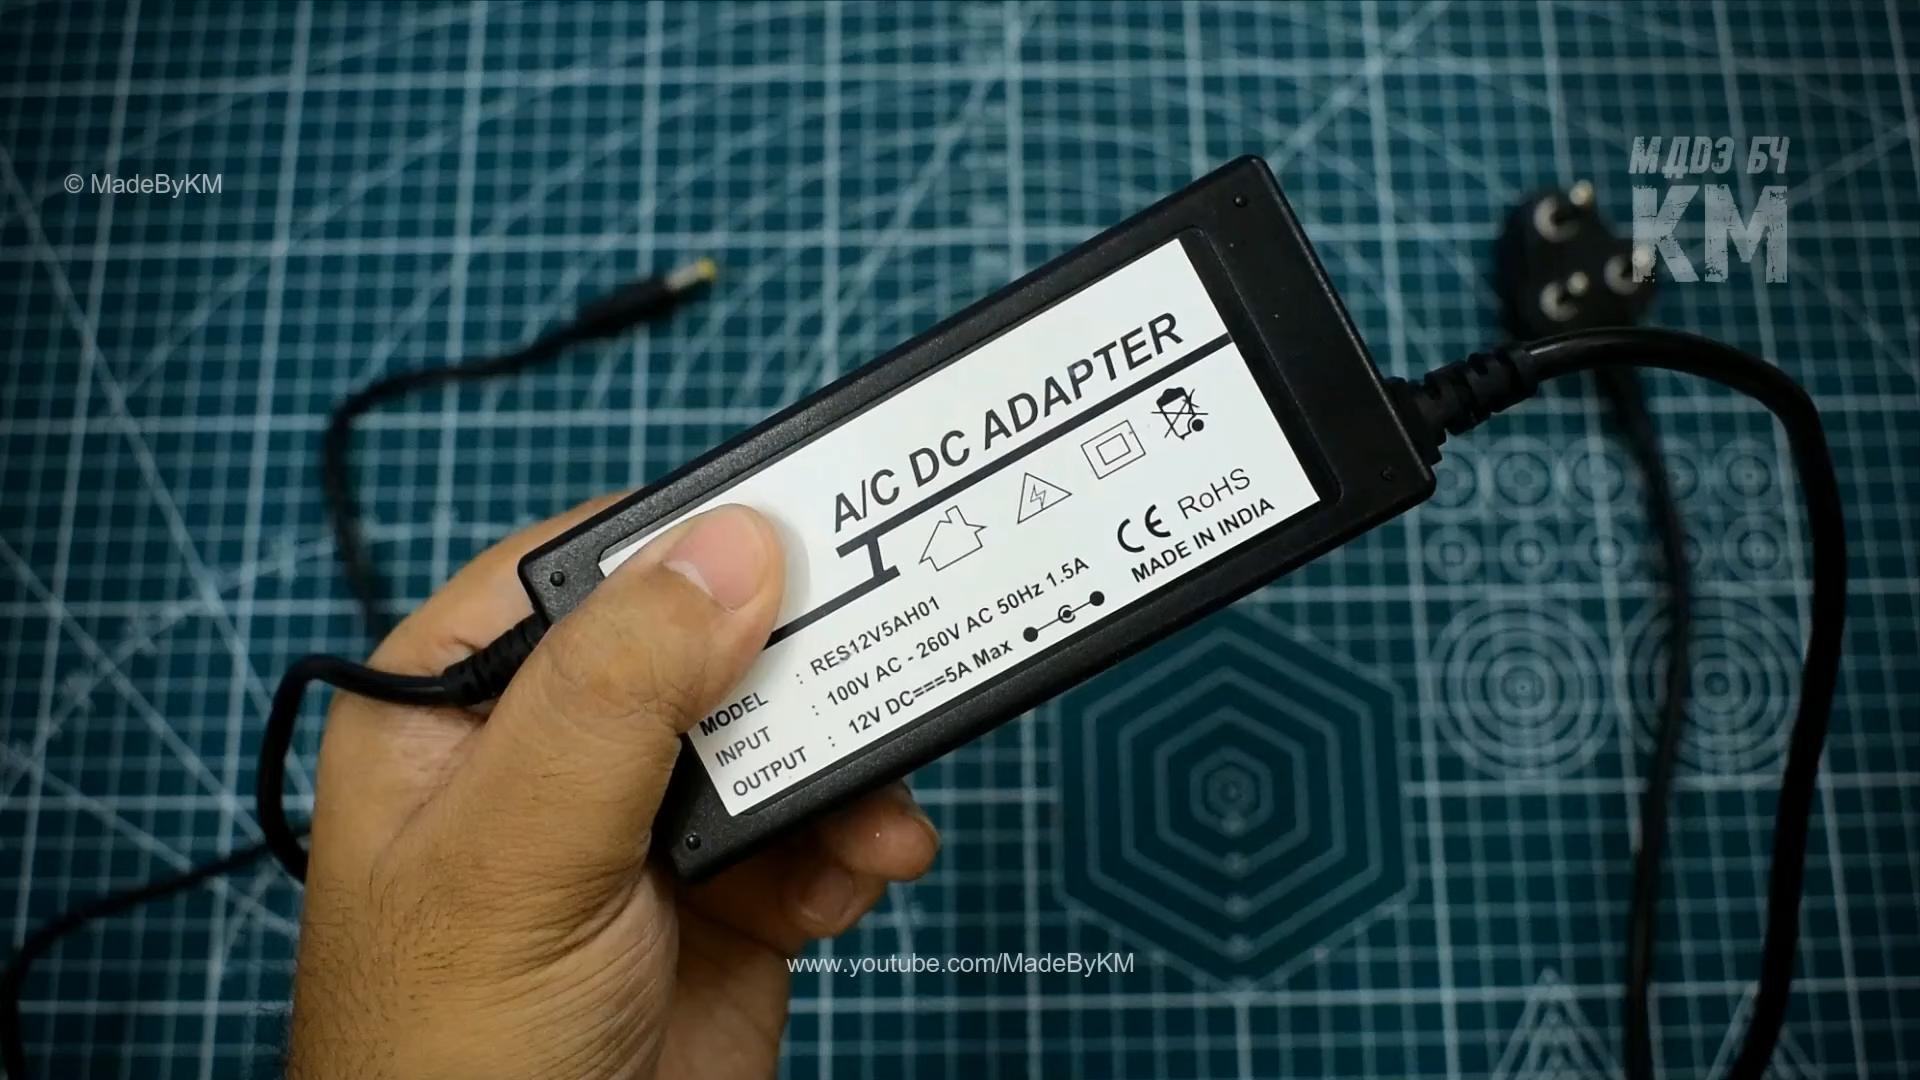 © MadeByKM
MДDЭ БЧ
KM
A/C DC ADAPTER
CE RoHS
MADE IN INDIA
MODEL : RES12V5AH01
INPUT : 100V AC - 260V AC 50Hz 1.5A
OUTPUT : 12V DC===5A Max
www.youtube.com/MadeByKM